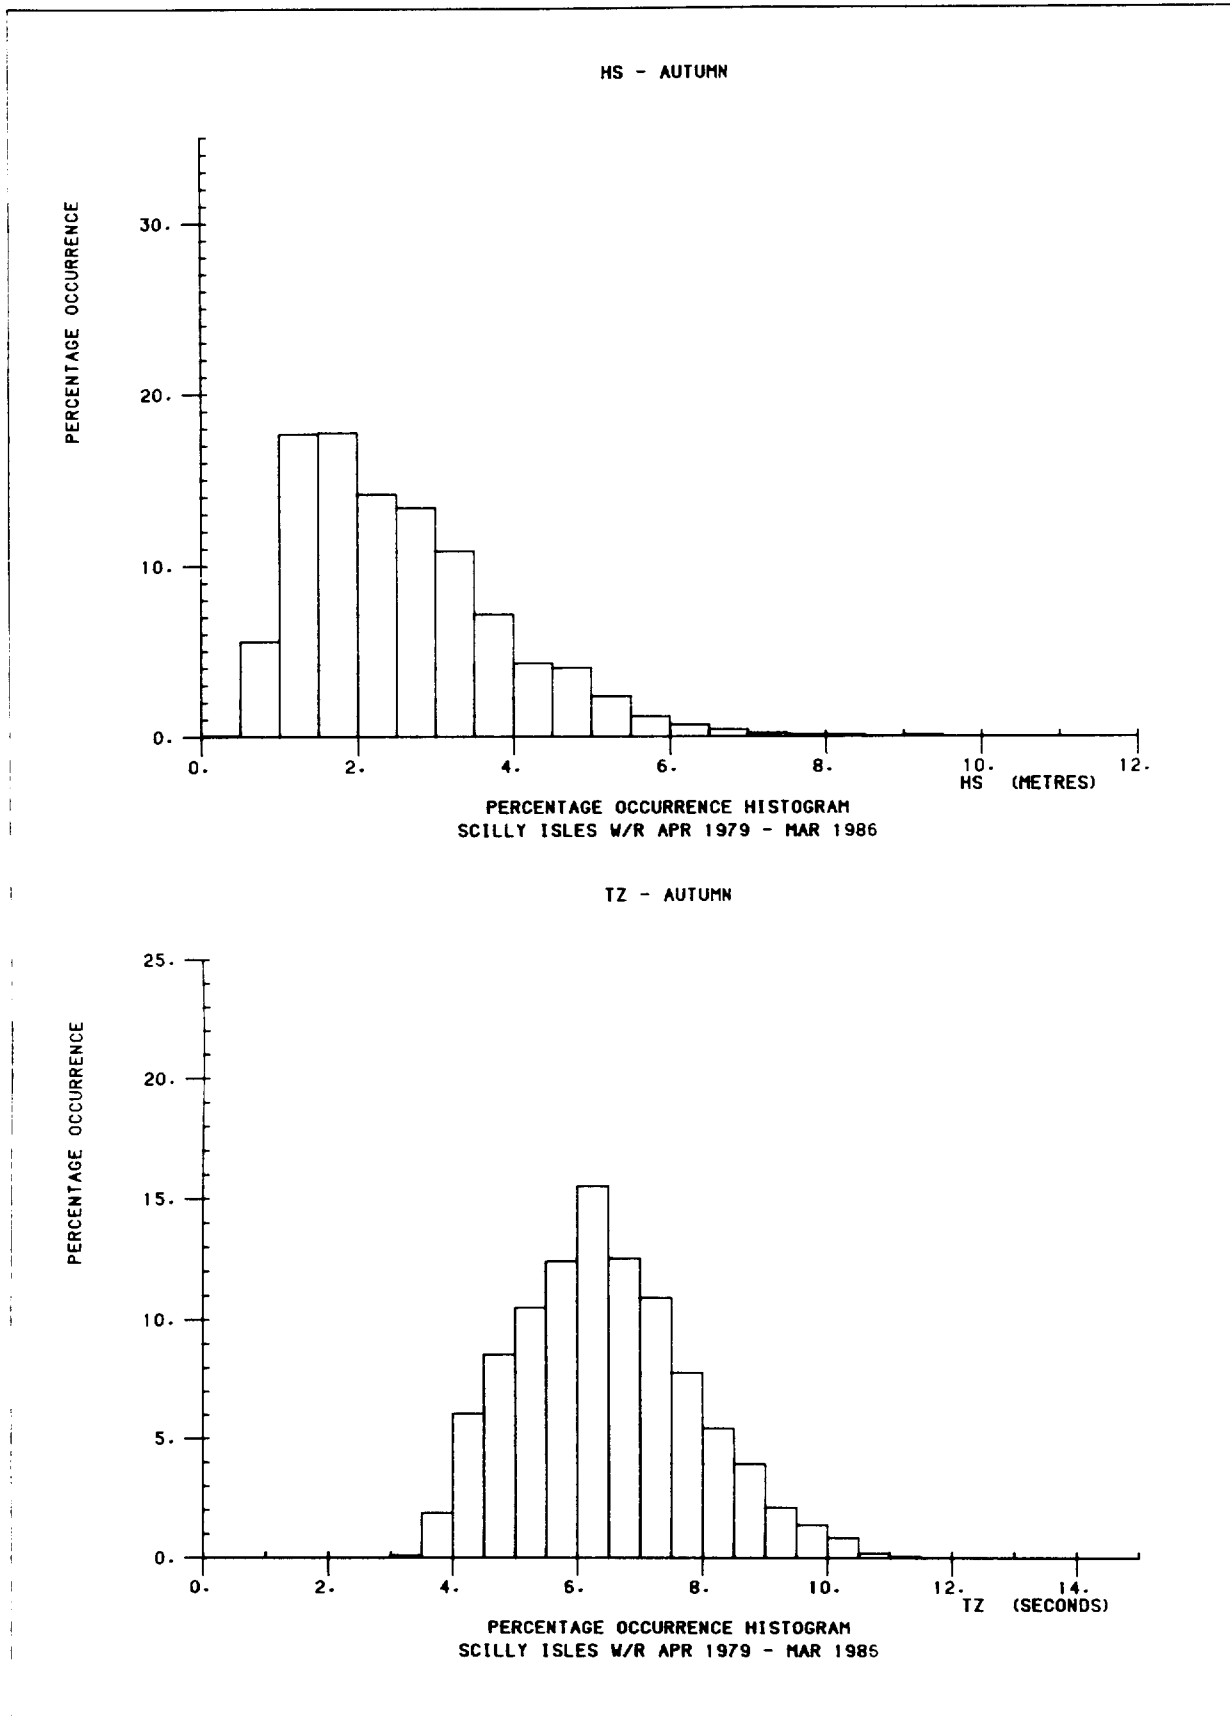 HS - AUTUMN
PERCENTAGE OCCURRENCE
30.
20.
10.
0.
0. 2. 4. 6. 8. 10. 12.
HS (METRES)
PERCENTAGE OCCURRENCE HISTOGRAM
SCILLY ISLES W/R APR 1979 - MAR 1986
TZ - AUTUMN
PERCENTAGE OCCURRENCE
25.
20.
15.
10.
5.
0.
0. 2. 4. 6. 8. 10. 12. 14.
TZ (SECONDS)
PERCENTAGE OCCURRENCE HISTOGRAM
SCILLY ISLES W/R APR 1979 - MAR 1986